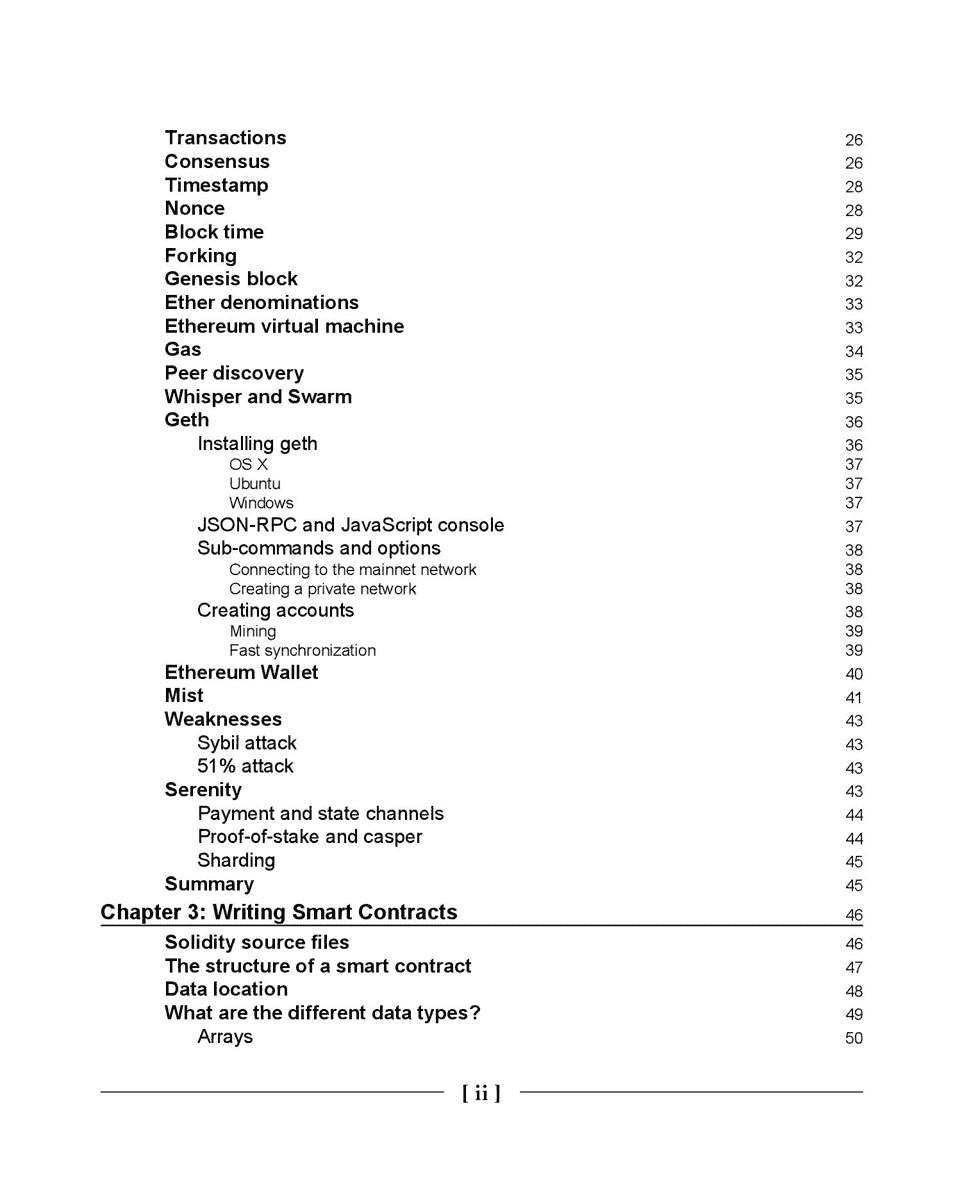 Transactions 26
Consensus 26
Timestamp 28
Nonce 28
Block time 29
Forking 32
Genesis block 32
Ether denominations 33
Ethereum virtual machine 33
Gas 34
Peer discovery 35
Whisper and Swarm 35
Geth 36
Installing geth 36
OS X 37
Ubuntu 37
Windows 37
JSON-RPC and JavaScript console 37
Sub-commands and options 38
Connecting to the mainnet network 38
Creating a private network 38
Creating accounts 38
Mining 39
Fast synchronization 39
Ethereum Wallet 40
Mist 41
Weaknesses 43
Sybil attack 43
51% attack 43
Serenity 43
Payment and state channels 44
Proof-of-stake and casper 44
Sharding 45
Summary 45
Chapter 3: Writing Smart Contracts 46
Solidity source files 46
The structure of a smart contract 47
Data location 48
What are the different data types? 49
Arrays 50
[ ii ]